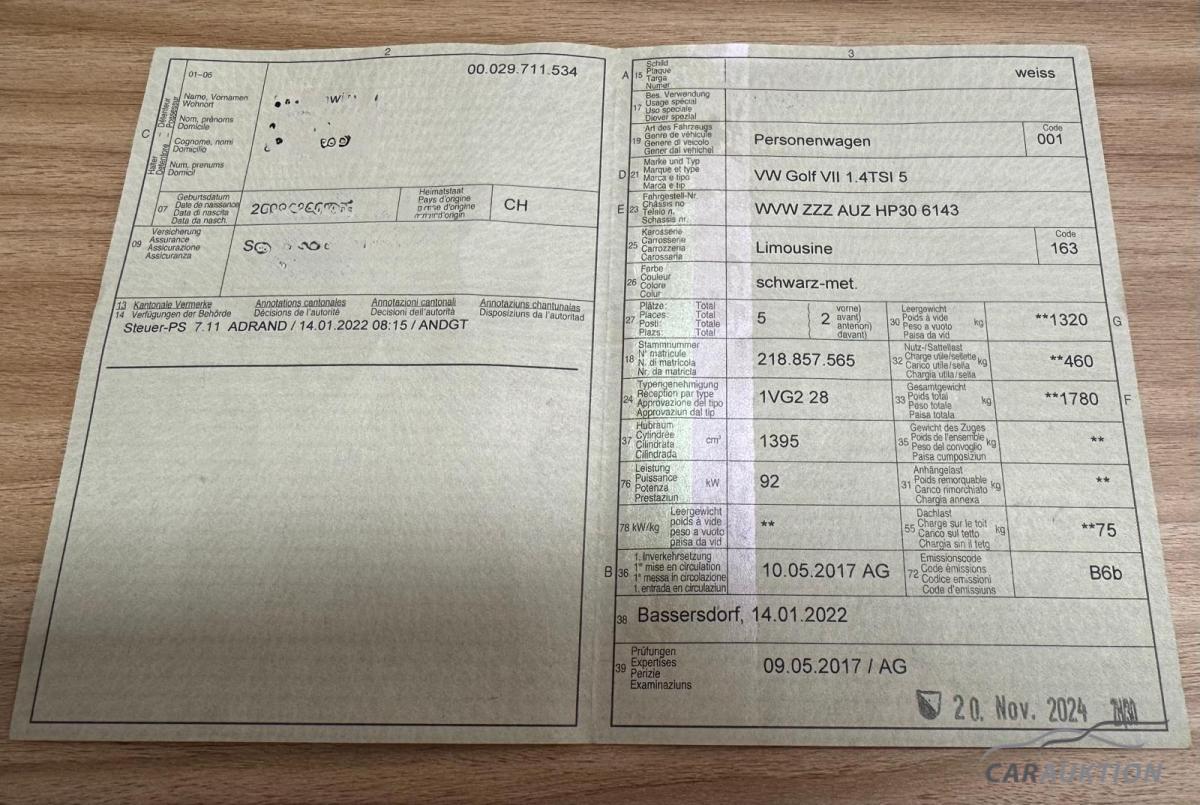 2
01-06
00.029.711.534
C
Halter Détenteur
Detentore Possessur
Name, Vornamen
Wohnort
Nom, prénoms
Domicile
Cognome, nomi
Domicilio
Num, prenums
Domicil
07
Geburtsdatum
Date de naissance
Data di nascita
Data da nasch.
Heimatstaat
Pays d'origine
CH
09
Versicherung
Assurance
Assicurazione
Assicuranza
13 Kantonale Vermerke
14 Verfügungen der Behörde
Annotations cantonales
Décisions de l'autorité
Annotazioni cantonali
Decisioni dell'autorità
Annotaziuns chantunalas
Disposiziuns da l'autoritad
Steuer-PS 7.11 ADRAND / 14.01.2022 08:15 / ANDGT
3
A 15
Schild
Plaque
Targa
Numer
weiss
17
Bes. Verwendung
Usage spécial
Uso speciale
Diever spezial
19
Art des Fahrzeugs
Genre de véhicule
Genere di veicolo
Gener dal vehichel
Personenwagen
Code
001
D 21
Marke und Typ
Marque et type
Marca e tipo
Marca e tip
VW Golf VII 1.4TSI 5
E 23
Fahrgestell-Nr.
Châssis no
Telaio n.
Schassis nr.
WVW ZZZ AUZ HP30 6143
25
Karosserie
Carrosserie
Carrozzeria
Carossaria
Limousine
Code
163
26
Farbe
Couleur
Colore
Colur
schwarz-met.
27
Plätze: Total
Places: Total
Posti: Totale
Plazs: Total
5
2
vorne)
avant)
anteriori)
davant)
30
Leergewicht
Poids à vide
Peso a vuoto
Paisa vid
kg
**1320
G
18
Stammnummer
N° matricule
N. di matricola
Nr. da matricla
218.857.565
32
Nutz-/Sattellast
Charge utile/sellette
Carico utile/sella
Chargia utila/sella
kg
**460
24
Typengenehmigung
Réception par type
Approvazione del tipo
Approvaziun dal tip
1VG2 28
33
Gesamtgewicht
Poids total
Peso totale
Paisa totala
kg
**1780
F
37
Hubraum
Cylindrée
Cilindrata
Cilindrada
cm³
1395
35
Gewicht des Zuges
Poids de l'ensemble
Peso del convoglio
Paisa cumposiziun
kg
**
76
Leistung
Puissance
Potenza
Prestaziun
kW
92
31
Anhängelast
Poids remorquable
Carico rimorchiato
Chargia annexa
kg
**
78 kW/kg
Leergewicht
poids à vide
peso a vuoto
paisa da vid
**
55
Dachlast
Charge sur le toit
Carico sul tetto
Chargia sin il tetg
kg
**75
B 36
1. Inverkehrsetzung
1re mise en circulation
1a messa in circolazione
1. entrada en circulaziun
10.05.2017 AG
72
Emissionscode
Code émissions
Codice emissioni
Code d'emissiuns
B6b
38
Bassersdorf, 14.01.2022
39
Prüfungen
Expertises
Perizie
Examinaziuns
09.05.2017 / AG
20. Nov. 2024
CARAUKTION